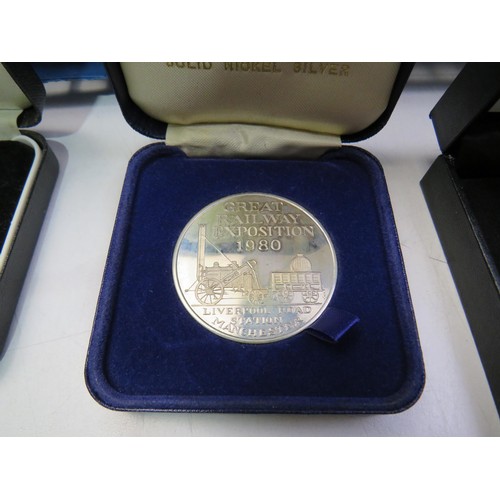 SOLID NICKEL SILVER
GREAT
RAILWAY
EXPOSITION
1980
LIVERPOOL ROAD
STATION
MANCHESTER